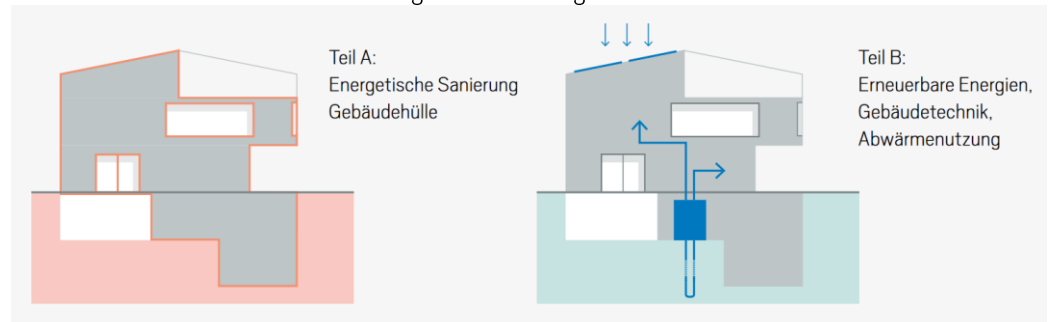 Teil A:
Energetische Sanierung
Gebäudehülle
Teil B:
Erneuerbare Energien,
Gebäudetechnik,
Abwärmenutzung